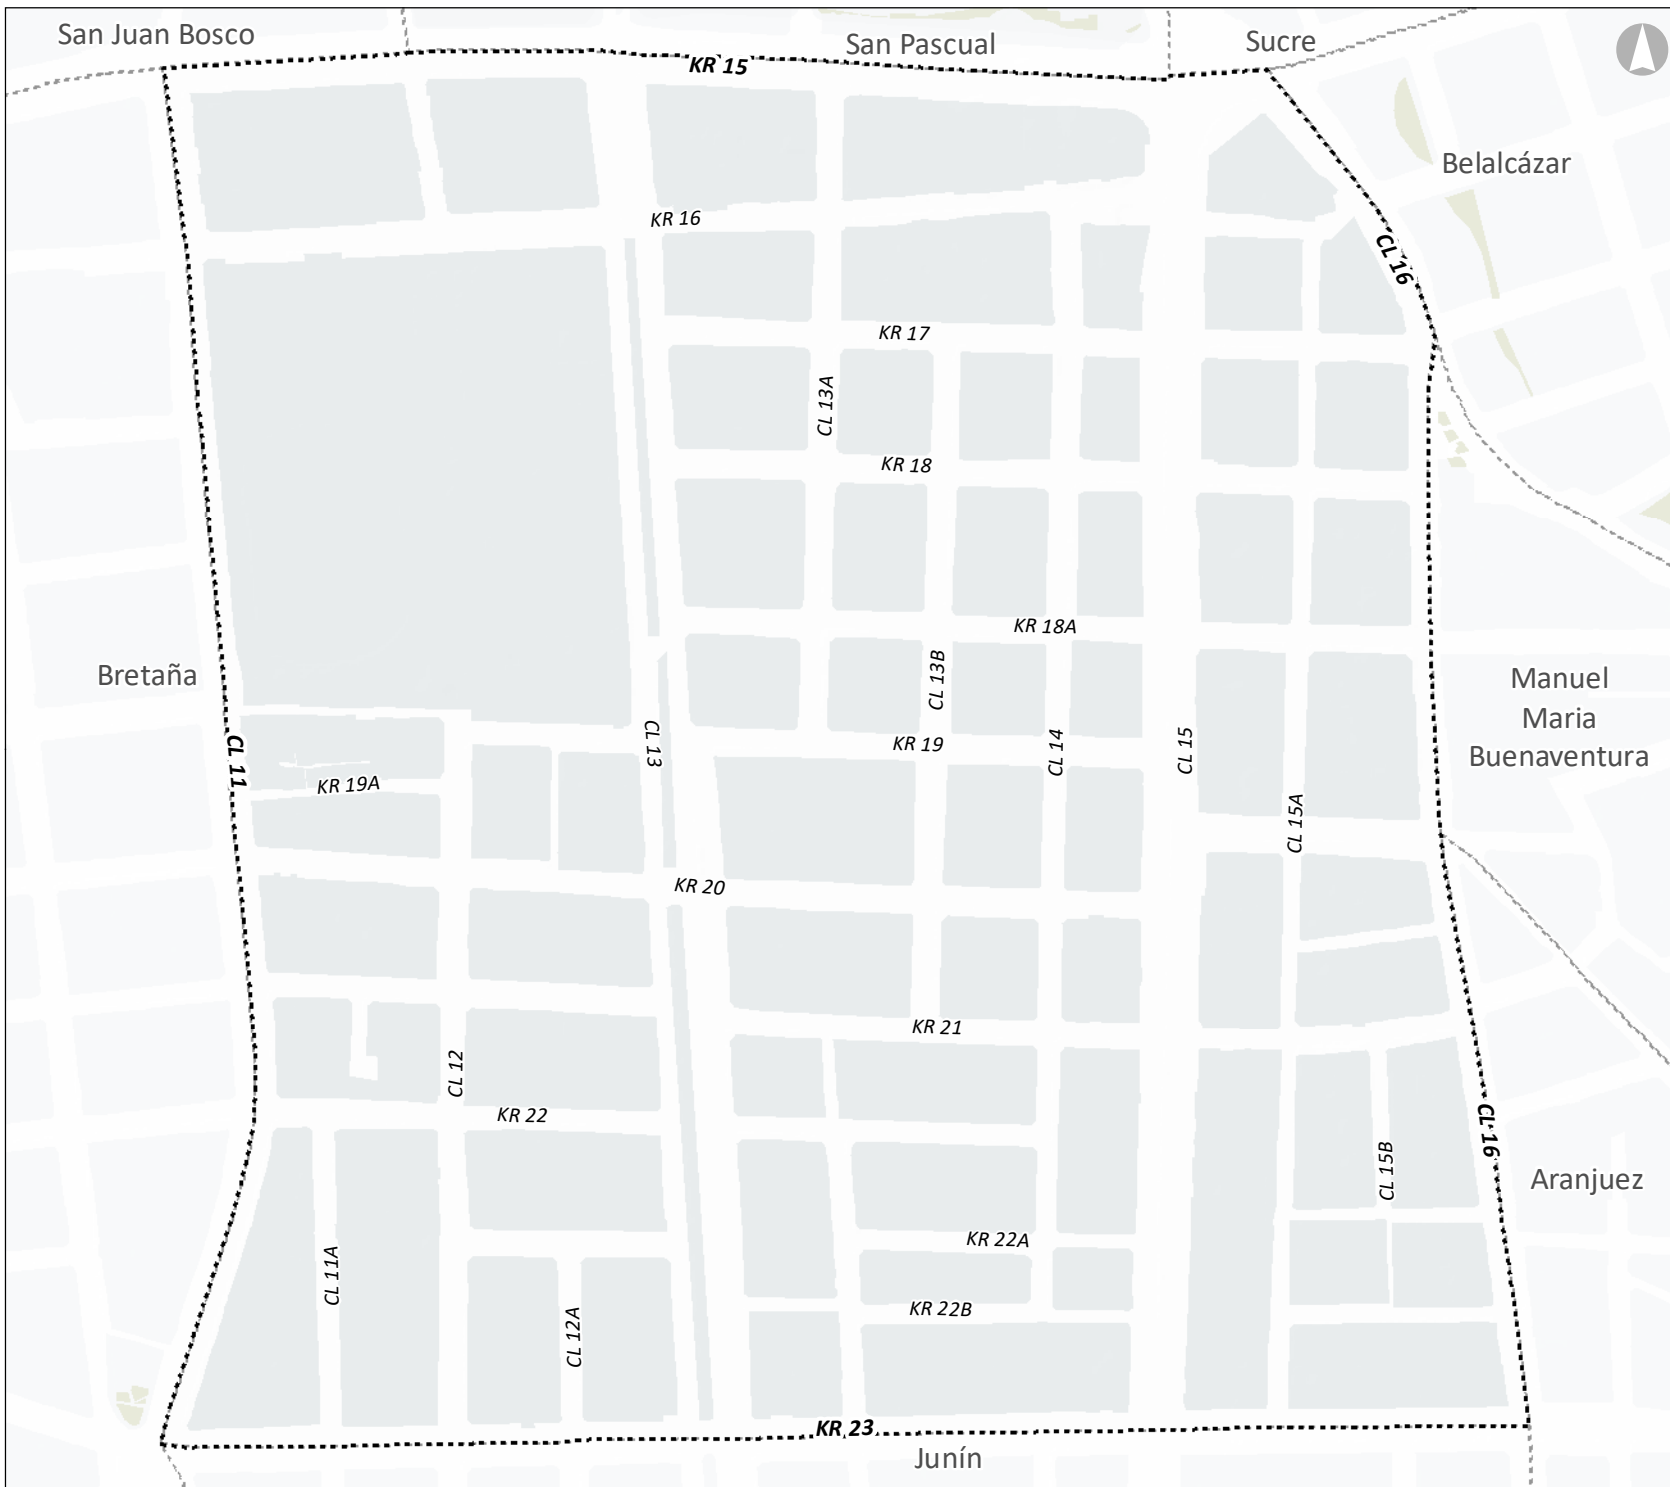 San Juan Bosco
San Pascual
Sucre
KR 15
Belalcázar
KR 16
CL 16
KR 17
CL 13A
KR 18
KR 18A
CL 13B
Bretaña
Manuel
Maria
Buenaventura
CL 11
CL 13
KR 19
CL 14
CL 15
KR 19A
CL 15A
KR 20
KR 21
CL 12
KR 22
CL 16
CL 15B
Aranjuez
KR 22A
CL 11A
KR 22B
CL 12A
KR 23
Junín